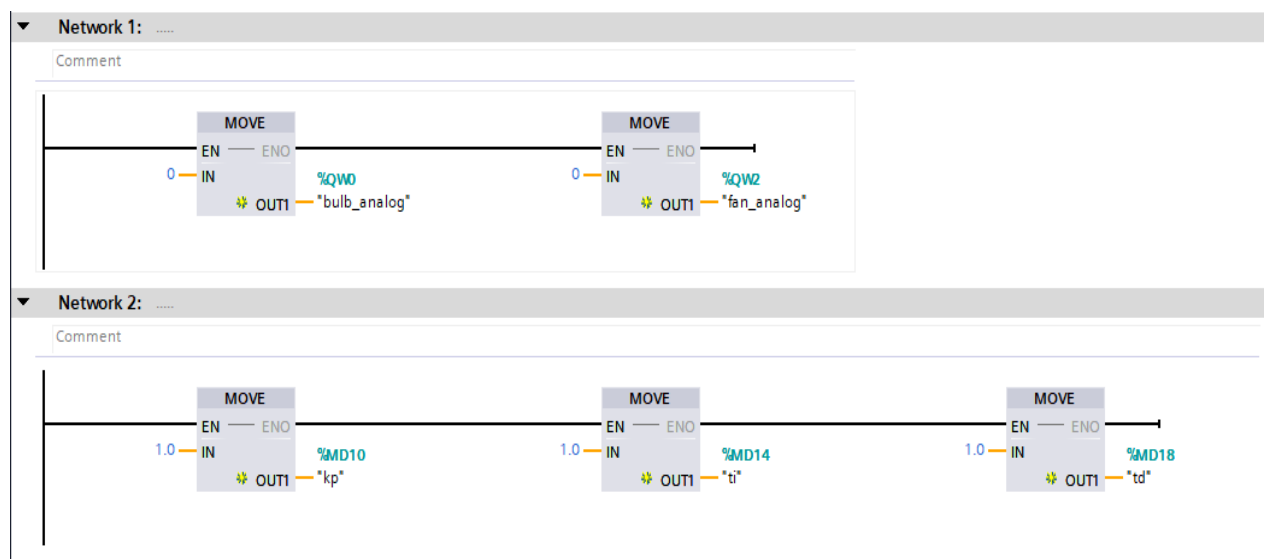 Network 1: .....
Comment
MOVE MOVE
EN ENO EN ENO
0 IN %QW0 0 IN %QW2
OUT1 "bulb_analog" OUT1 "fan_analog"
Network 2: .....
Comment
MOVE MOVE MOVE
EN ENO EN ENO EN ENO
1.0 IN %MD10 1.0 IN %MD14 1.0 IN %MD18
OUT1 "kp" OUT1 "ti" OUT1 "td"